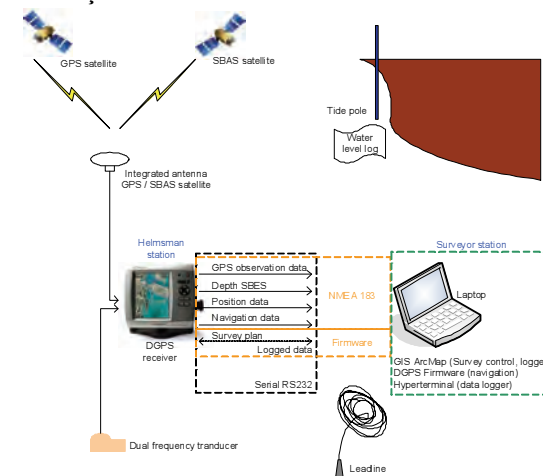 GPS satellite
SBAS satellite
Tide pole
Water
level log
Integrated antenna
GPS / SBAS satellite
Helmsman
station
Surveyor station
GPS observation data
Depth SBES
NMEA 183
Position data
Laptop
Navigation data
Survey plan
DGPS
receiver
Logged data
Firmware
GIS ArcMap (Survey control, logge
DGPS Firmware (navigation)
Hyperterminal (data logger)
Serial RS232
Dual frequency tranducer
Leadline